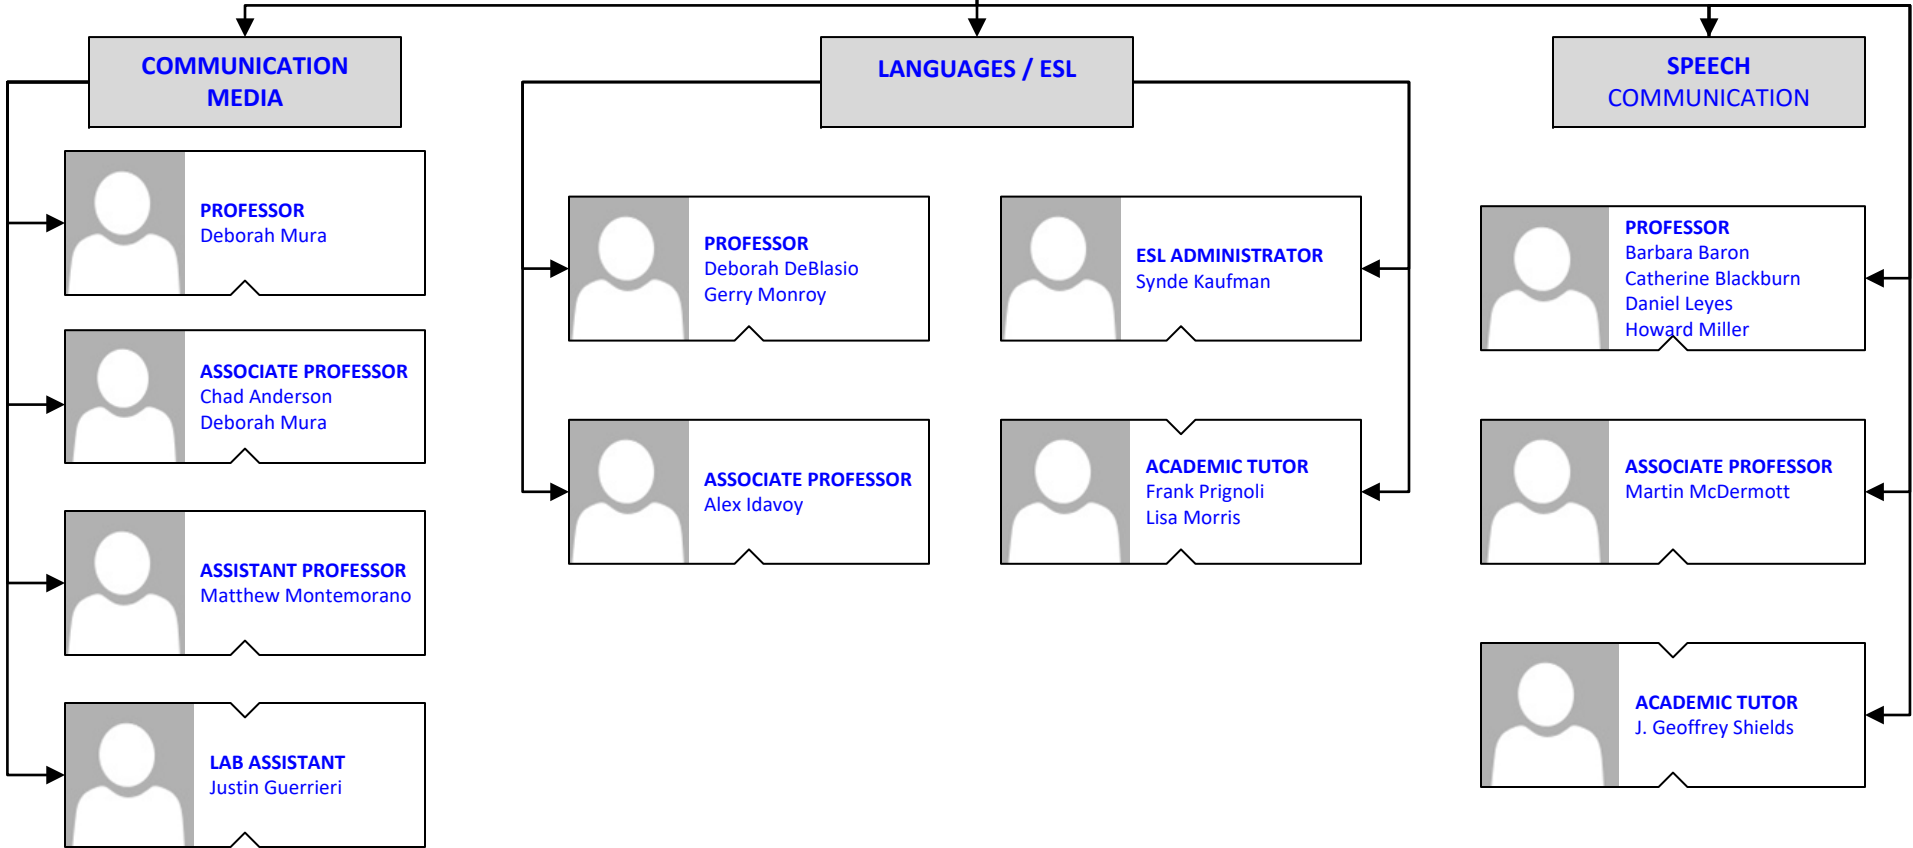 COMMUNICATION
MEDIA
PROFESSOR
Deborah Mura
ASSOCIATE PROFESSOR
Chad Anderson
Deborah Mura
ASSISTANT PROFESSOR
Matthew Montemorano
LAB ASSISTANT
Justin Guerrieri
LANGUAGES / ESL
PROFESSOR
Deborah DeBlasio
Gerry Monroy
ASSOCIATE PROFESSOR
Alex Idavoy
ESL ADMINISTRATOR
Synde Kaufman
ACADEMIC TUTOR
Frank Prignoli
Lisa Morris
SPEECH
COMMUNICATION
PROFESSOR
Barbara Baron
Catherine Blackburn
Daniel Leyes
Howard Miller
ASSOCIATE PROFESSOR
Martin McDermott
ACADEMIC TUTOR
J. Geoffrey Shields